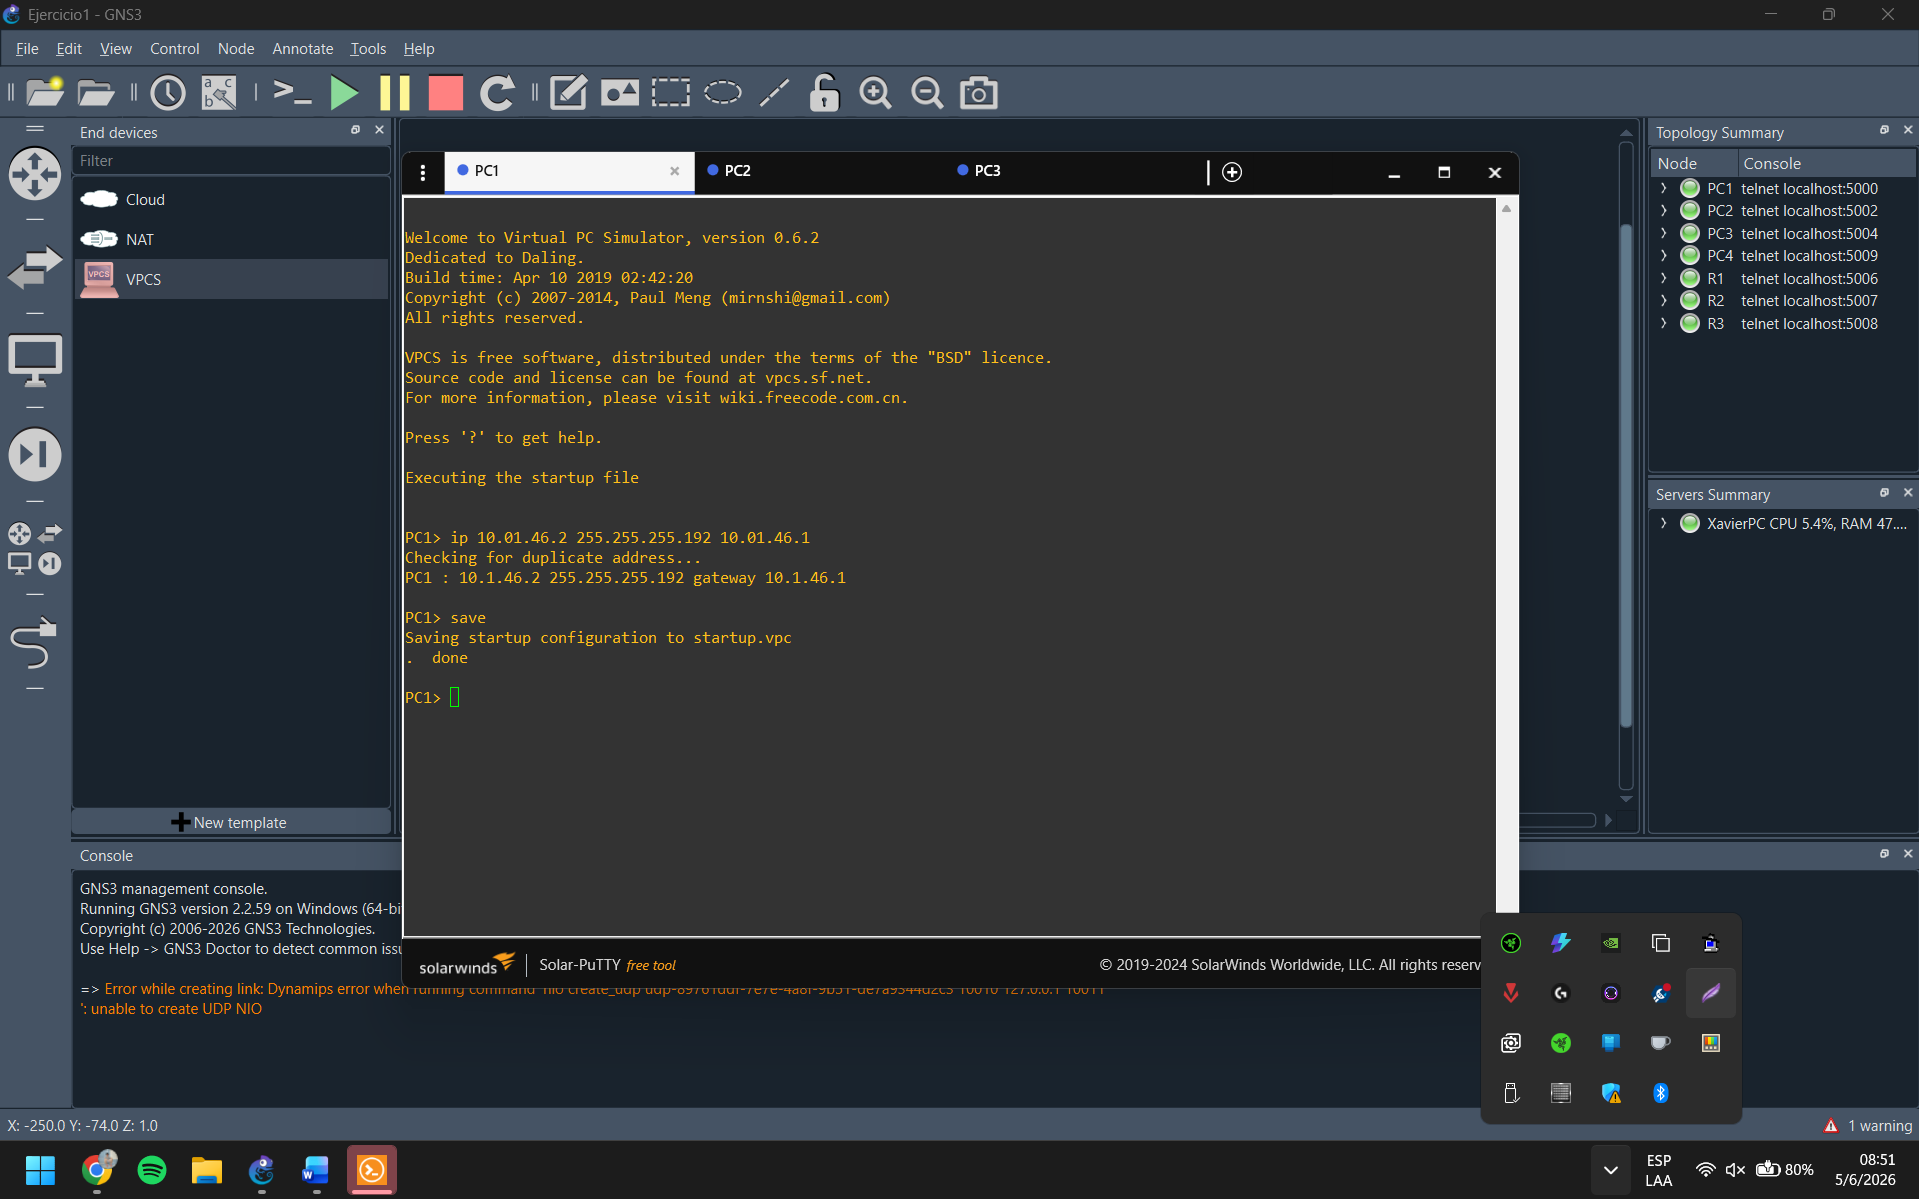 Ejercicio1 - GNS3
File Edit View Control Node Annotate Tools Help
End devices
Filter
Cloud
NAT
VPCS
VPCS
New template
PC1
PC2
PC3
Welcome to Virtual PC Simulator, version 0.6.2
Dedicated to Daling.
Build time: Apr 10 2019 02:42:20
Copyright (c) 2007-2014, Paul Meng (mirnshi@gmail.com)
All rights reserved.
VPCS is free software, distributed under the terms of the "BSD" licence.
Source code and license can be found at vpcs.sf.net.
For more information, please visit wiki.freecode.com.cn.
Press '?' to get help.
Executing the startup file
PC1> ip 10.01.46.2 255.255.255.192 10.01.46.1
Checking for duplicate address...
PC1 : 10.1.46.2 255.255.255.192 gateway 10.1.46.1
PC1> save
Saving startup configuration to startup.vpc
.  done
PC1>
solarwinds
Solar-PuTTY free tool
© 2019-2024 SolarWinds Worldwide, LLC. All rights reserv
Topology Summary
Node Console
PC1 telnet localhost:5000
PC2 telnet localhost:5002
PC3 telnet localhost:5004
PC4 telnet localhost:5009
R1 telnet localhost:5006
R2 telnet localhost:5007
R3 telnet localhost:5008
Servers Summary
XavierPC CPU 5.4%, RAM 47....
Console
GNS3 management console.
Running GNS3 version 2.2.59 on Windows (64-bi
Copyright (c) 2006-2026 GNS3 Technologies.
Use Help -> GNS3 Doctor to detect common issu
=> Error while creating link: Dynamips error when running command
': unable to create UDP NIO
X: -250.0 Y: -74.0 Z: 1.0
1 warning
ESP
LAA
80%
08:51
5/6/2026